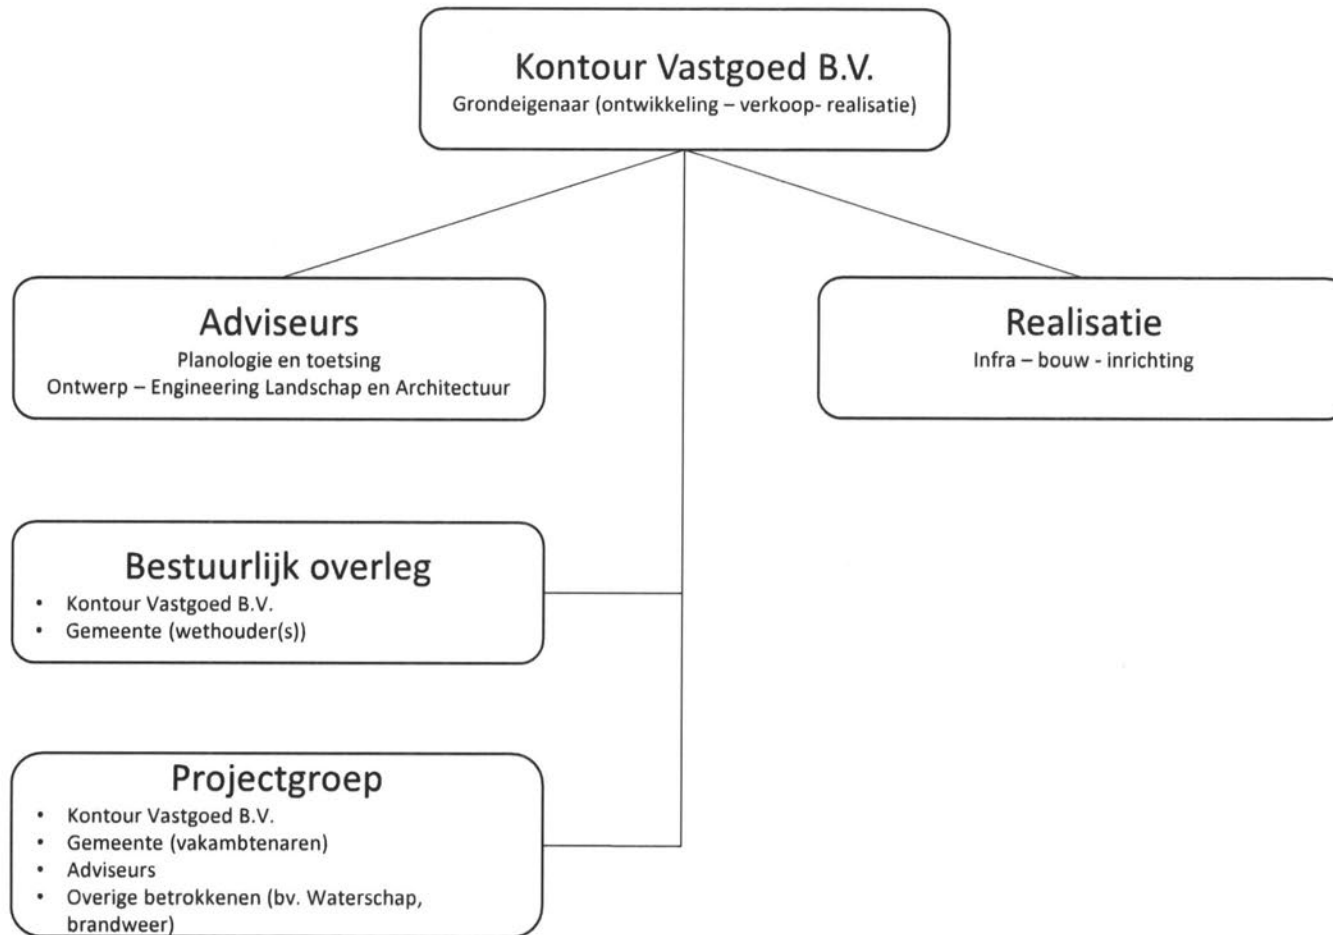 Kontour Vastgoed B.V.
Grondeigenaar (ontwikkeling – verkoop- realisatie)
Adviseurs
Planologie en toetsing
Ontwerp – Engineering Landschap en Architectuur
Realisatie
Infra – bouw - inrichting
Bestuurlijk overleg
• Kontour Vastgoed B.V.
• Gemeente (wethouder(s))
Projectgroep
• Kontour Vastgoed B.V.
• Gemeente (vakambtenaren)
• Adviseurs
• Overige betrokkenen (bv. Waterschap,
brandweer)